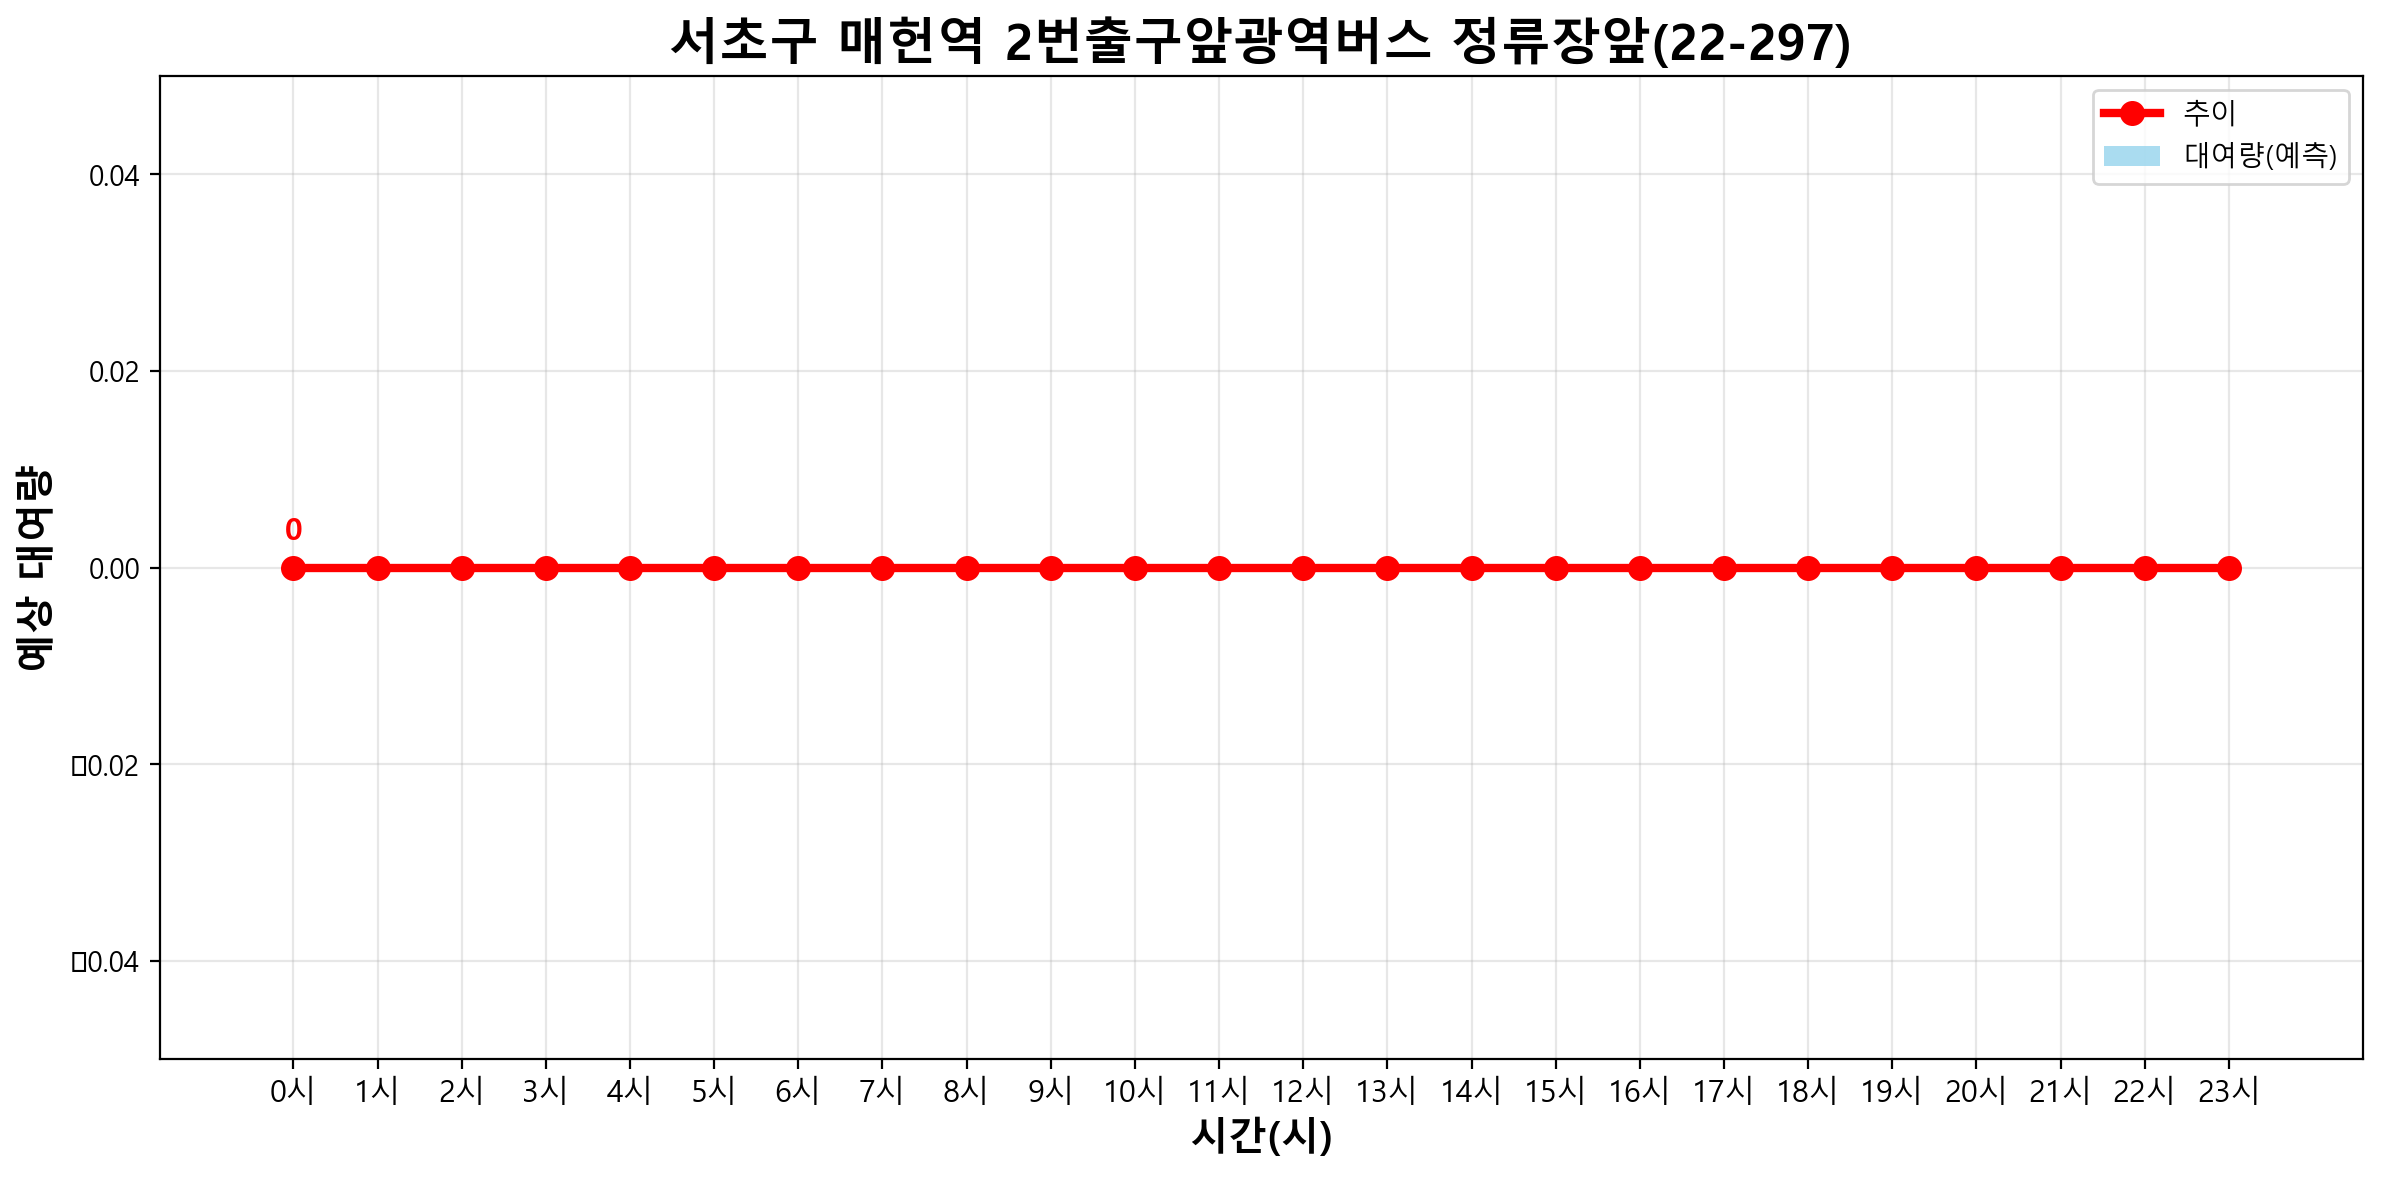 서초구 매헌역 2번출구앞광역버스 정류장앞(22-297)
추이
대여량(예측)
예상 대여량
0.04
0.02
0.00
□0.02
□0.04
0
0시 1시 2시 3시 4시 5시 6시 7시 8시 9시 10시 11시 12시 13시 14시 15시 16시 17시 18시 19시 20시 21시 22시 23시
시간(시)